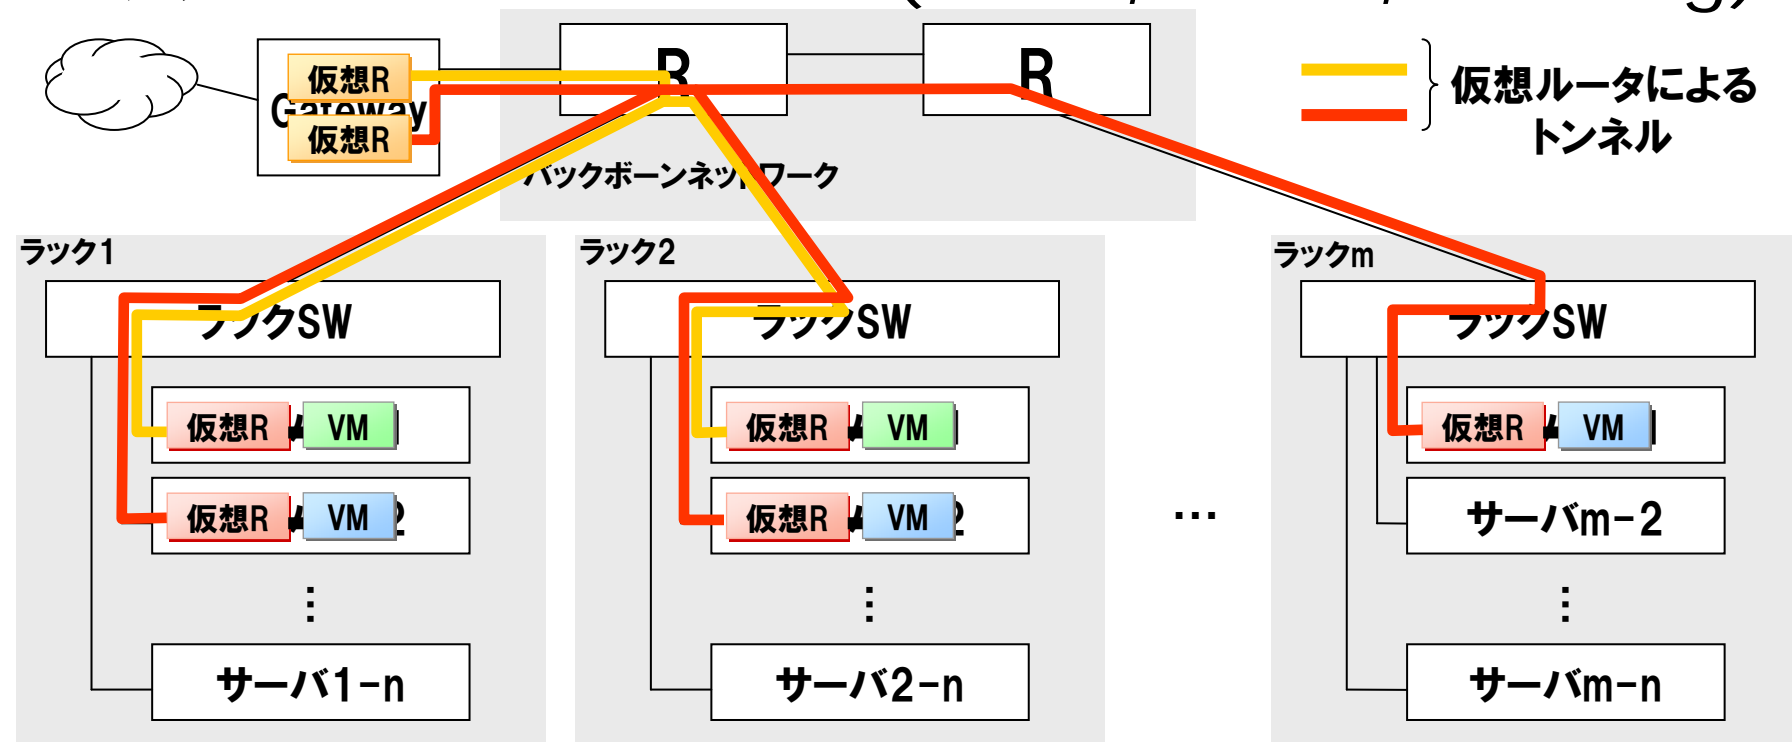 仮想R
Gateway
仮想R
R
R
バックボーンネットワーク
仮想ルータによる
トンネル
ラック1
ラックSW
仮想R
VM
仮想R
VM
サーバ1-n
ラック2
ラックSW
仮想R
VM
仮想R
VM
サーバ2-n
…
ラックm
ラックSW
仮想R
VM
サーバm-2
サーバm-n